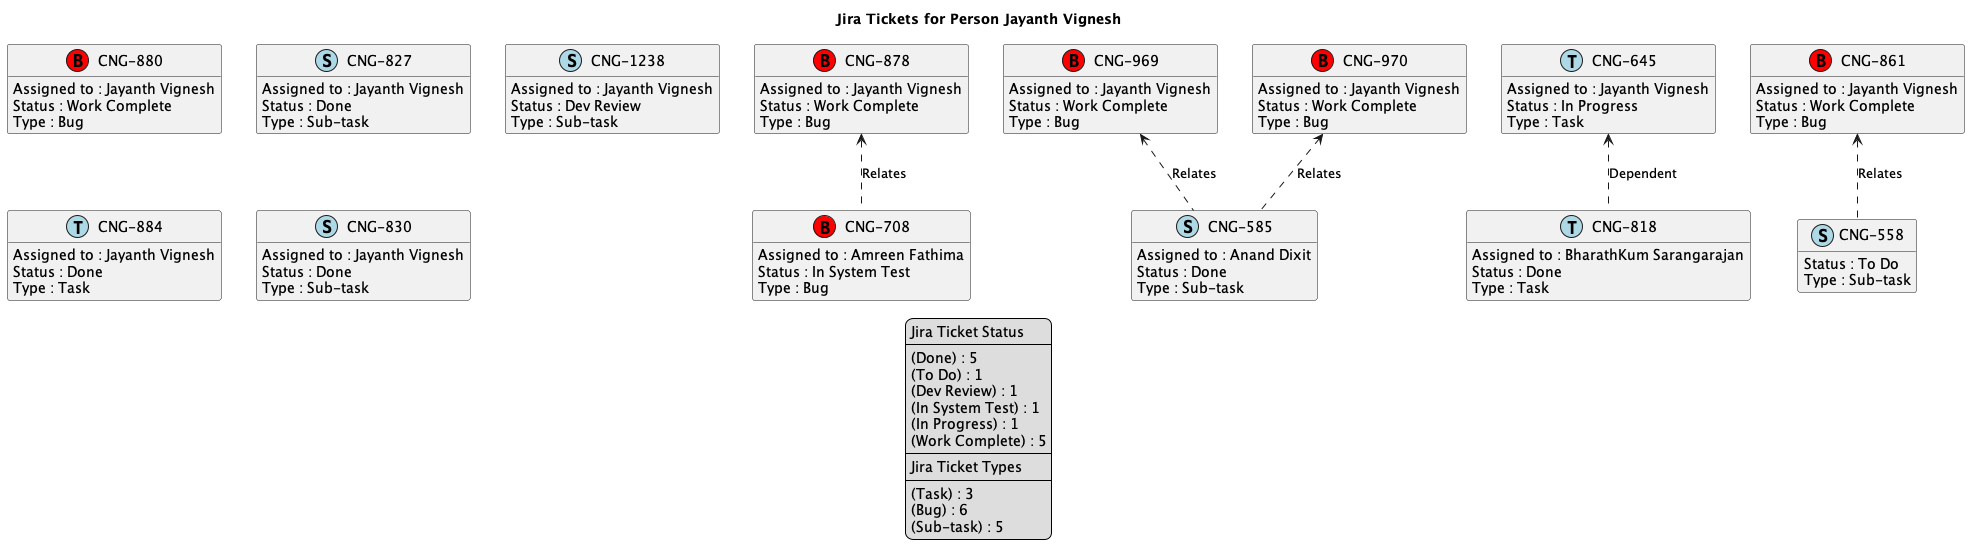 Jira Tickets for Person Jayanth Vignesh
B CNG-880
Assigned to : Jayanth Vignesh
Status : Work Complete
Type : Bug
S CNG-827
Assigned to : Jayanth Vignesh
Status : Done
Type : Sub-task
S CNG-1238
Assigned to : Jayanth Vignesh
Status : Dev Review
Type : Sub-task
B CNG-878
Assigned to : Jayanth Vignesh
Status : Work Complete
Type : Bug
B CNG-969
Assigned to : Jayanth Vignesh
Status : Work Complete
Type : Bug
B CNG-970
Assigned to : Jayanth Vignesh
Status : Work Complete
Type : Bug
T CNG-645
Assigned to : Jayanth Vignesh
Status : In Progress
Type : Task
B CNG-861
Assigned to : Jayanth Vignesh
Status : Work Complete
Type : Bug
Relates
Relates
Relates
Dependent
Relates
T CNG-884
Assigned to : Jayanth Vignesh
Status : Done
Type : Task
S CNG-830
Assigned to : Jayanth Vignesh
Status : Done
Type : Sub-task
B CNG-708
Assigned to : Amreen Fathima
Status : In System Test
Type : Bug
S CNG-585
Assigned to : Anand Dixit
Status : Done
Type : Sub-task
T CNG-818
Assigned to : BharathKum Sarangarajan
Status : Done
Type : Task
S CNG-558
Status : To Do
Type : Sub-task
Jira Ticket Status
(Done) : 5
(To Do) : 1
(Dev Review) : 1
(In System Test) : 1
(In Progress) : 1
(Work Complete) : 5
Jira Ticket Types
(Task) : 3
(Bug) : 6
(Sub-task) : 5